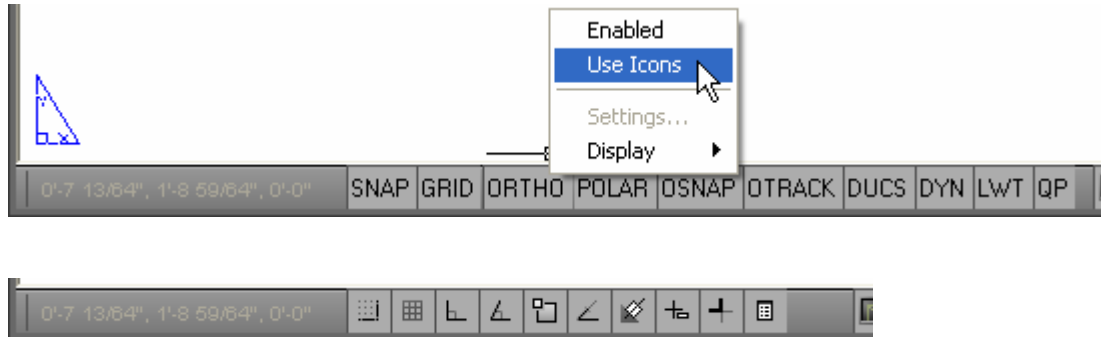 Enabled
Use Icons
Settings...
Display
0'-7 13/64", 1'-8 59/64", 0'-0" SNAP GRID ORTHO POLAR OSNAP OTRACK DUCS DYN LWT QP
0'-7 13/64", 1'-8 59/64", 0'-0"